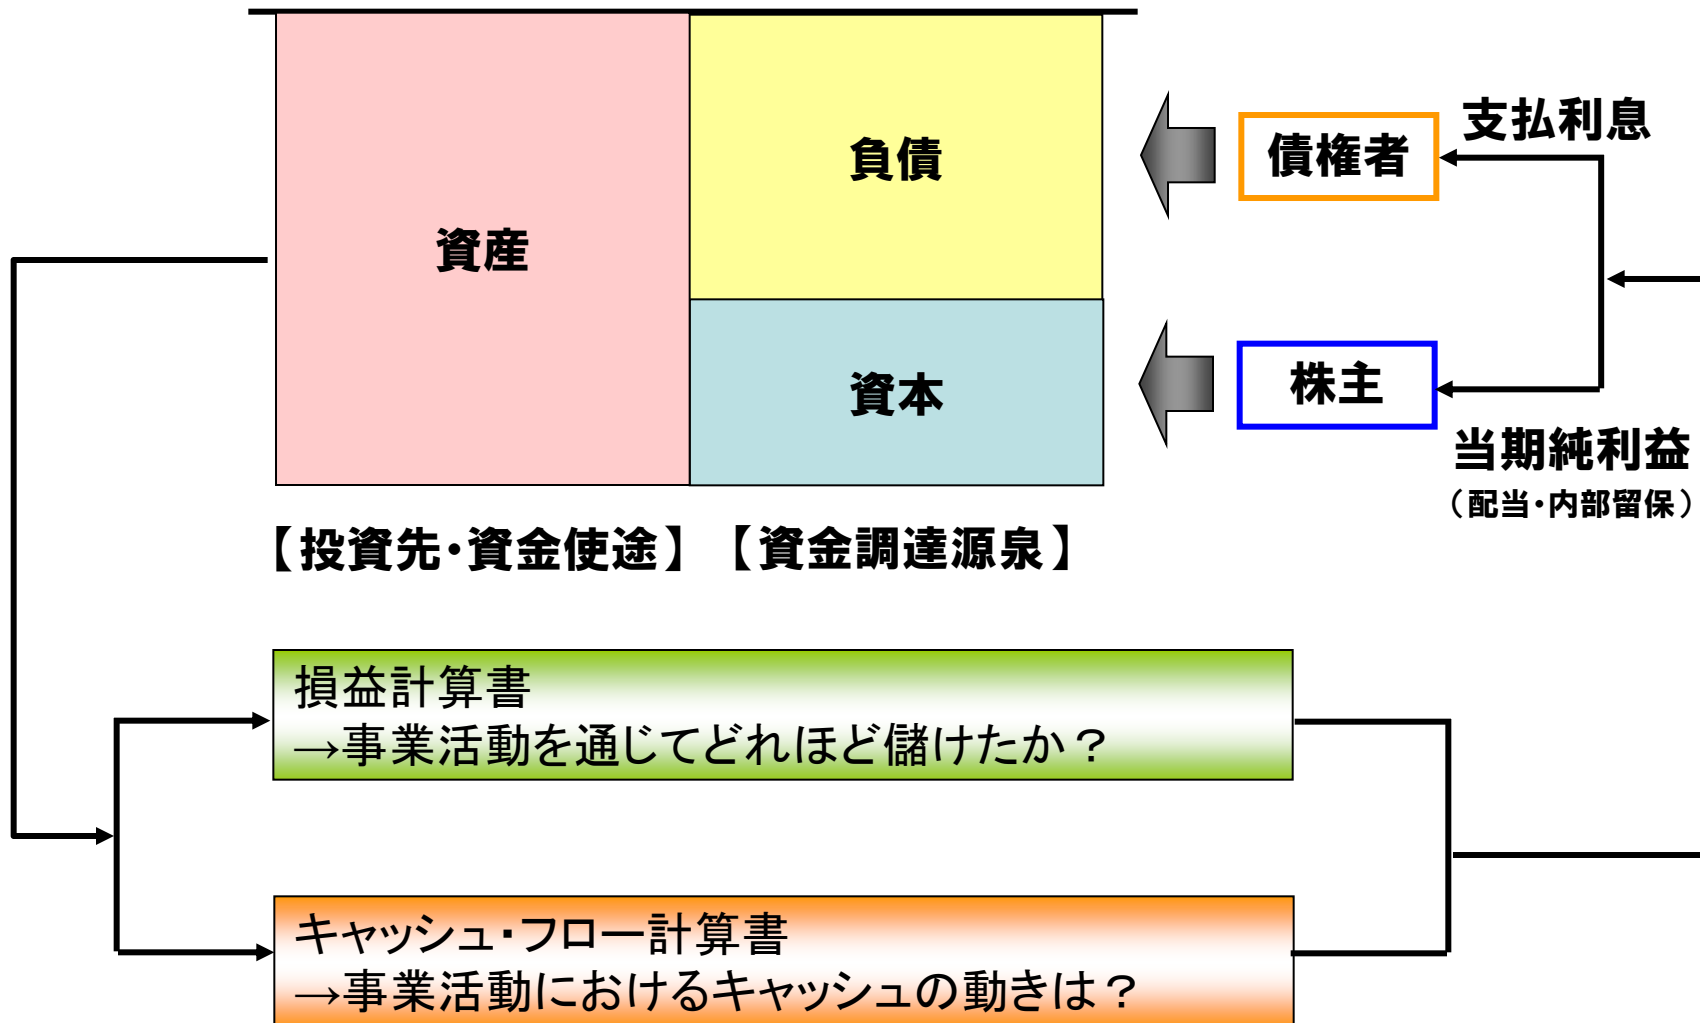 資産
負債
資本
債権者
株主
支払利息
当期純利益
（配当・内部留保）
【投資先・資金使途】 【資金調達源泉】
損益計算書
→事業活動を通じてどれほど儲けたか？
キャッシュ・フロー計算書
→事業活動におけるキャッシュの動きは？